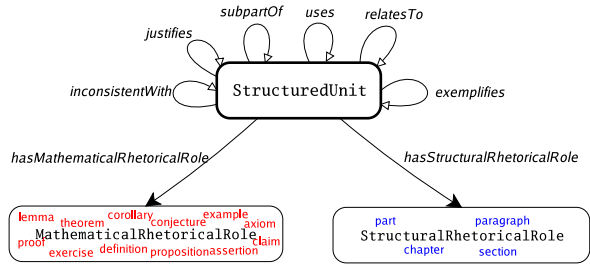 subpartOf
uses
relatesTo
justifies
inconsistentWith
StructuredUnit
exemplifies
hasMathematicalRhetoricalRole
hasStructuralRhetoricalRole
lemma theorem corollary conjecture example axiom
MathematicalRhetoricalRole
proof exercise definition proposition assertion claim
part paragraph
StructuralRhetoricalRole
chapter section